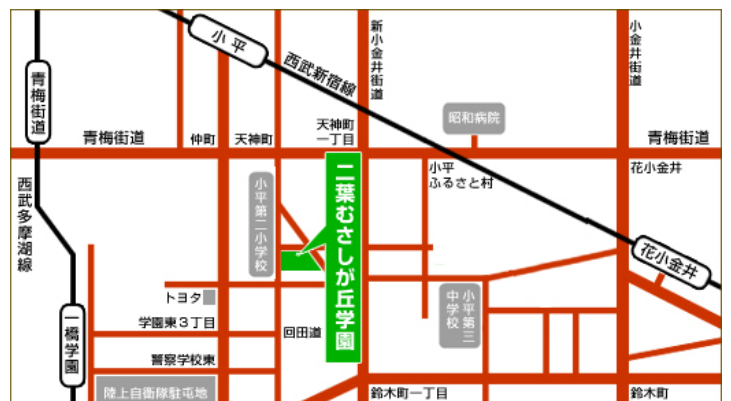 小平
西武新宿線
新小金井街道
小金井街道
青梅街道
昭和病院
天神町
一丁目
青梅街道
仲町
天神町
青梅街道
小平
ふるさと村
花小金井
西武多摩湖線
小平第二小学校
二葉むさしが丘学園
花小金井
トヨタ
小平第三
中学校
一橋学園
学園東3丁目
回田道
警察学校東
陸上自衛隊駐屯地
鈴木町一丁目
鈴木町